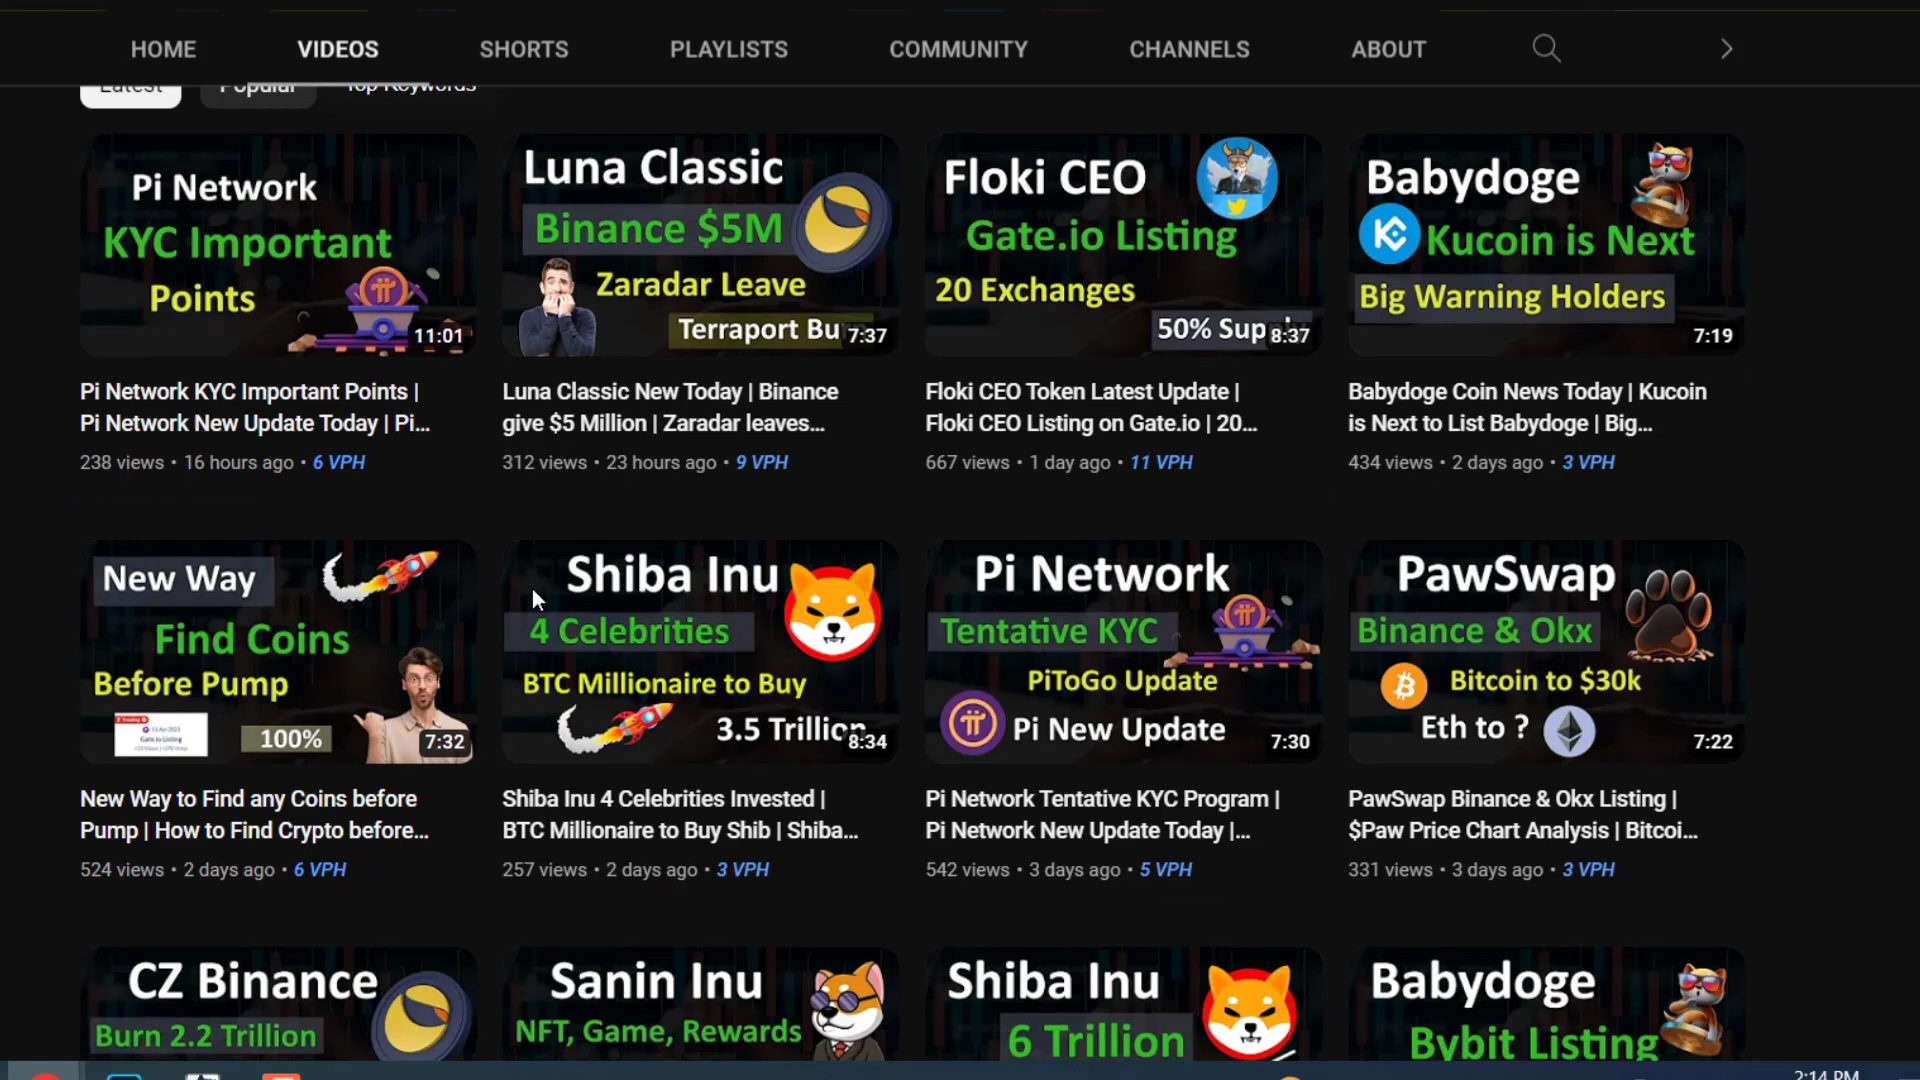 HOME VIDEOS SHORTS PLAYLISTS COMMUNITY CHANNELS ABOUT
Latest Popular Top Keywords
Pi Network
KYC Important
Points
11:01
Luna Classic
Binance $5M
Zaradar Leave
Terraport Bu
7:37
Floki CEO
Gate.io Listing
20 Exchanges
50% Sup
8:37
Babydoge
Kucoin is Next
Big Warning Holders
7:19
Pi Network KYC Important Points |
Pi Network New Update Today | Pi...
238 views • 16 hours ago • 6 VPH
Luna Classic New Today | Binance
give $5 Million | Zaradar leaves...
312 views • 23 hours ago • 9 VPH
Floki CEO Token Latest Update |
Floki CEO Listing on Gate.io | 20...
667 views • 1 day ago • 11 VPH
Babydoge Coin News Today | Kucoin
is Next to List Babydoge | Big...
434 views • 2 days ago • 3 VPH
New Way
Find Coins
Before Pump
Gate.io Listing
100%
7:32
Shiba Inu
4 Celebrities
BTC Millionaire to Buy
3.5 Trillion
8:34
Pi Network
Tentative KYC
PiToGo Update
Pi New Update
7:30
PawSwap
Binance & Okx
Bitcoin to $30k
Eth to ?
7:22
New Way to Find any Coins before
Pump | How to Find Crypto before...
524 views • 2 days ago • 6 VPH
Shiba Inu 4 Celebrities Invested |
BTC Millionaire to Buy Shib | Shiba...
257 views • 2 days ago • 3 VPH
Pi Network Tentative KYC Program |
Pi Network New Update Today |...
542 views • 3 days ago • 5 VPH
PawSwap Binance & Okx Listing |
$Paw Price Chart Analysis | Bitcoi...
331 views • 3 days ago • 3 VPH
CZ Binance
Burn 2.2 Trillion
Sanin Inu
NFT, Game, Rewards
Shiba Inu
6 Trillion
Babydoge
Bybit Listing
2:14 PM